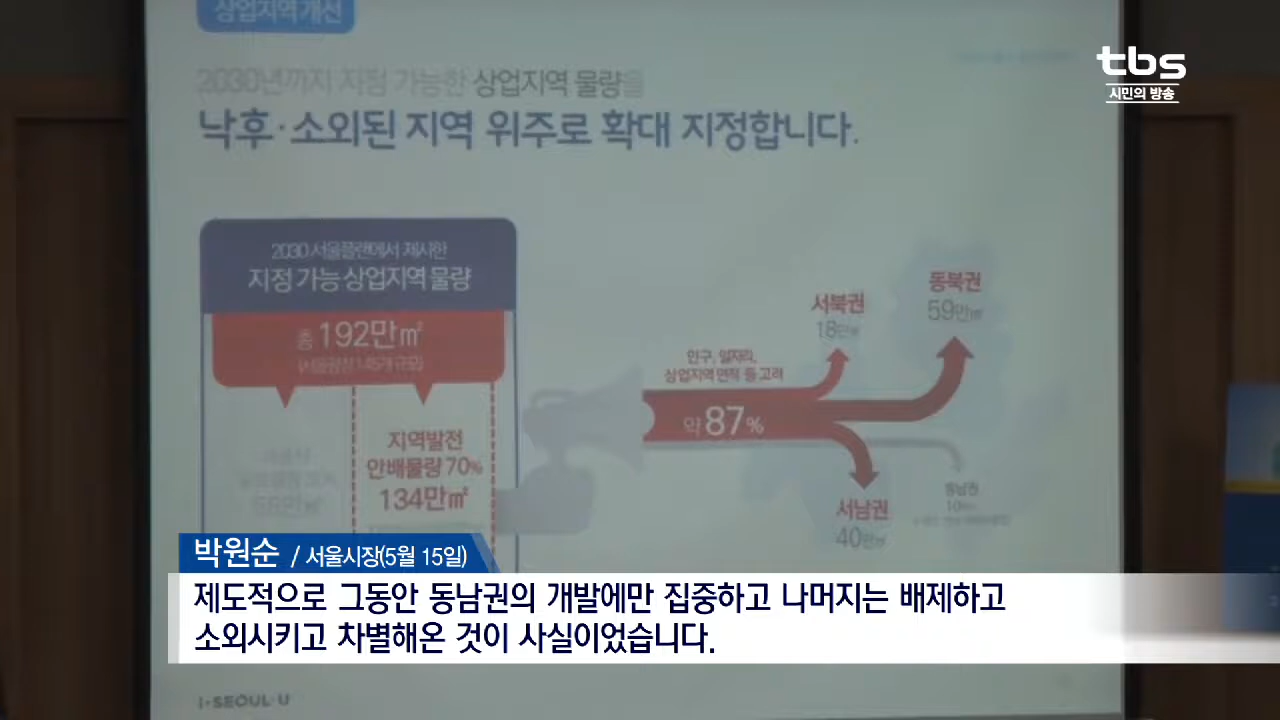 상업지역 개선
tbs
시민의 방송
2030년까지 지정 가능한 상업지역 물량을
낙후·소외된 지역 위주로 확대 지정합니다.
2030 서울플랜에서 제시한
지정 가능 상업지역 물량
총 192만㎡
지역발전
안배물량 70%
134만㎡
인구, 일자리,
상업지역 면적 등 고려
약 87%
서북권
18만㎡
동북권
59만㎡
서남권
40만㎡
동남권
박원순 / 서울시장(5월 15일)
제도적으로 그동안 동남권의 개발에만 집중하고 나머지는 배제하고
소외시키고 차별해온 것이 사실이었습니다.
I·SEOUL·U